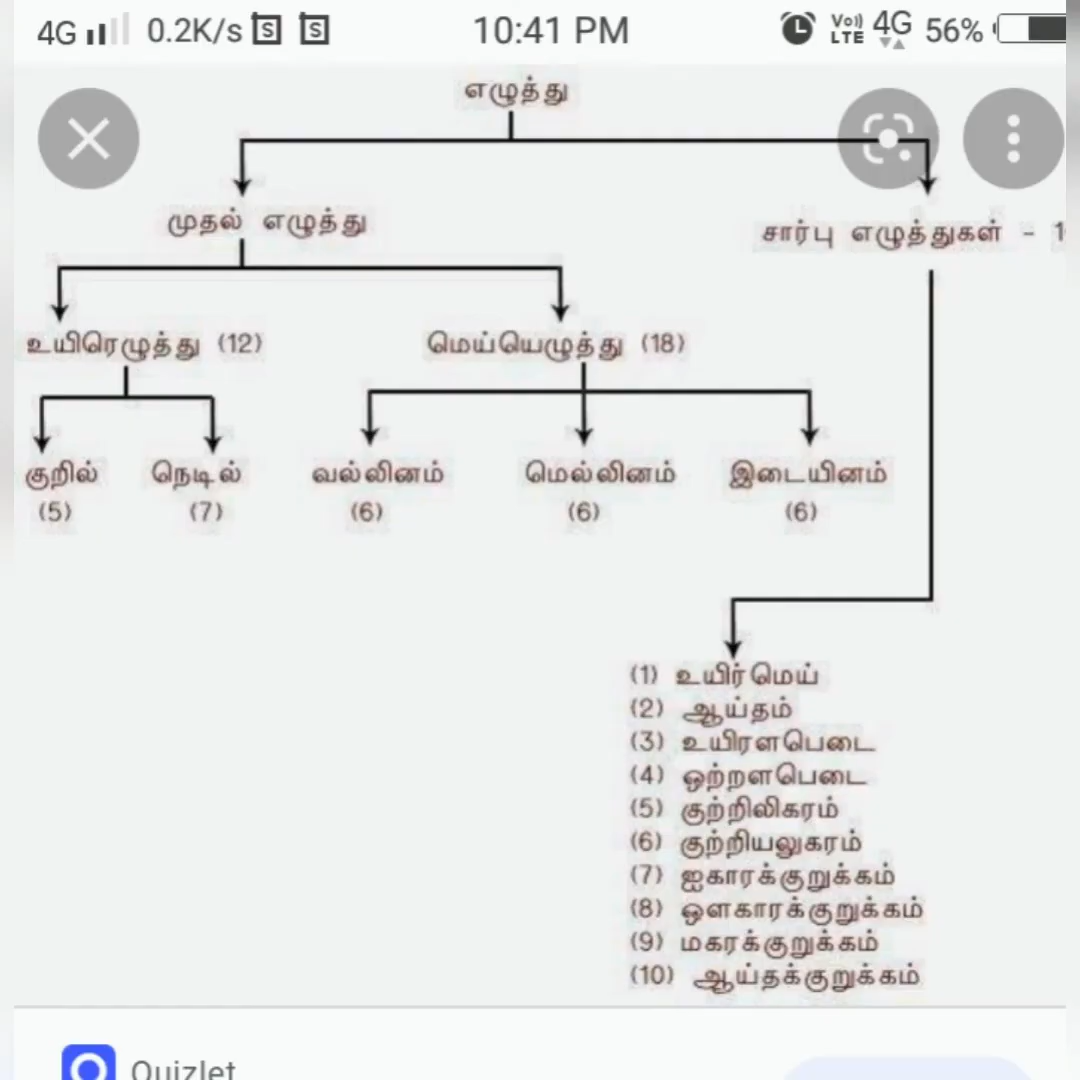 4G 0.2K/s S S 10:41 PM Vo)) LTE 4G 56%
எழுத்து
முதல் எழுத்து
சார்பு எழுத்துகள் - 1
உயிரெழுத்து (12)
மெய்யெழுத்து (18)
குறில் நெடில் வல்லினம் மெல்லினம் இடையினம்
(5) (7) (6) (6) (6)
(1) உயிர்மெய்
(2) ஆய்தம்
(3) உயிரளபெடை
(4) ஒற்றளபெடை
(5) குற்றிலிகரம்
(6) குற்றியலுகரம்
(7) ஐகாரக்குறுக்கம்
(8) ஔகாரக்குறுக்கம்
(9) மகரக்குறுக்கம்
(10) ஆய்தக்குறுக்கம்
Quizlet